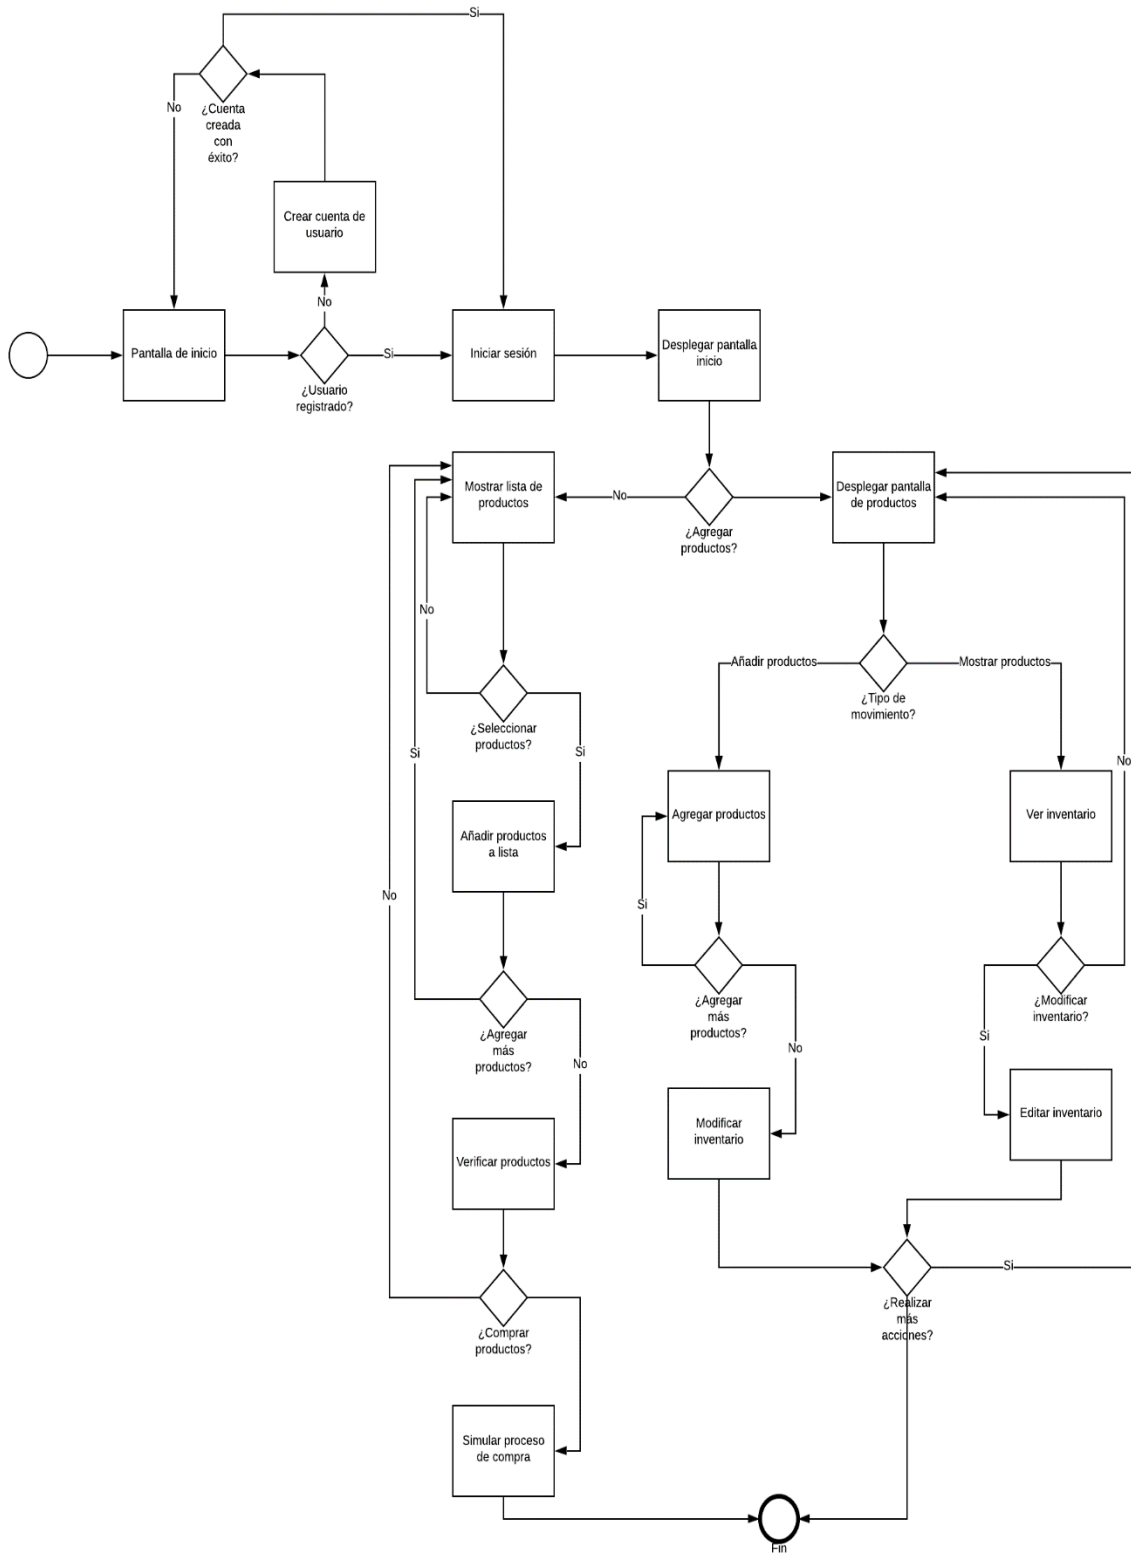 Si
No
¿Cuenta
creada
con
éxito?
Crear cuenta de
usuario
No
Pantalla de inicio
Si
¿Usuario
registrado?
Iniciar sesión
Desplegar pantalla
inicio
Mostrar lista de
productos
No
¿Agregar
productos?
Desplegar pantalla
de productos
No
Añadir productos
Mostrar productos
¿Tipo de
movimiento?
¿Seleccionar
productos?
Si
Si
No
Agregar productos
Ver inventario
Añadir productos
a lista
No
Si
¿Agregar
más
productos?
¿Modificar
inventario?
¿Agregar
más
productos?
No
No
Si
Modificar
inventario
Editar inventario
Verificar productos
Si
¿Realizar
más
acciones?
¿Comprar
productos?
Simular proceso
de compra
Fin